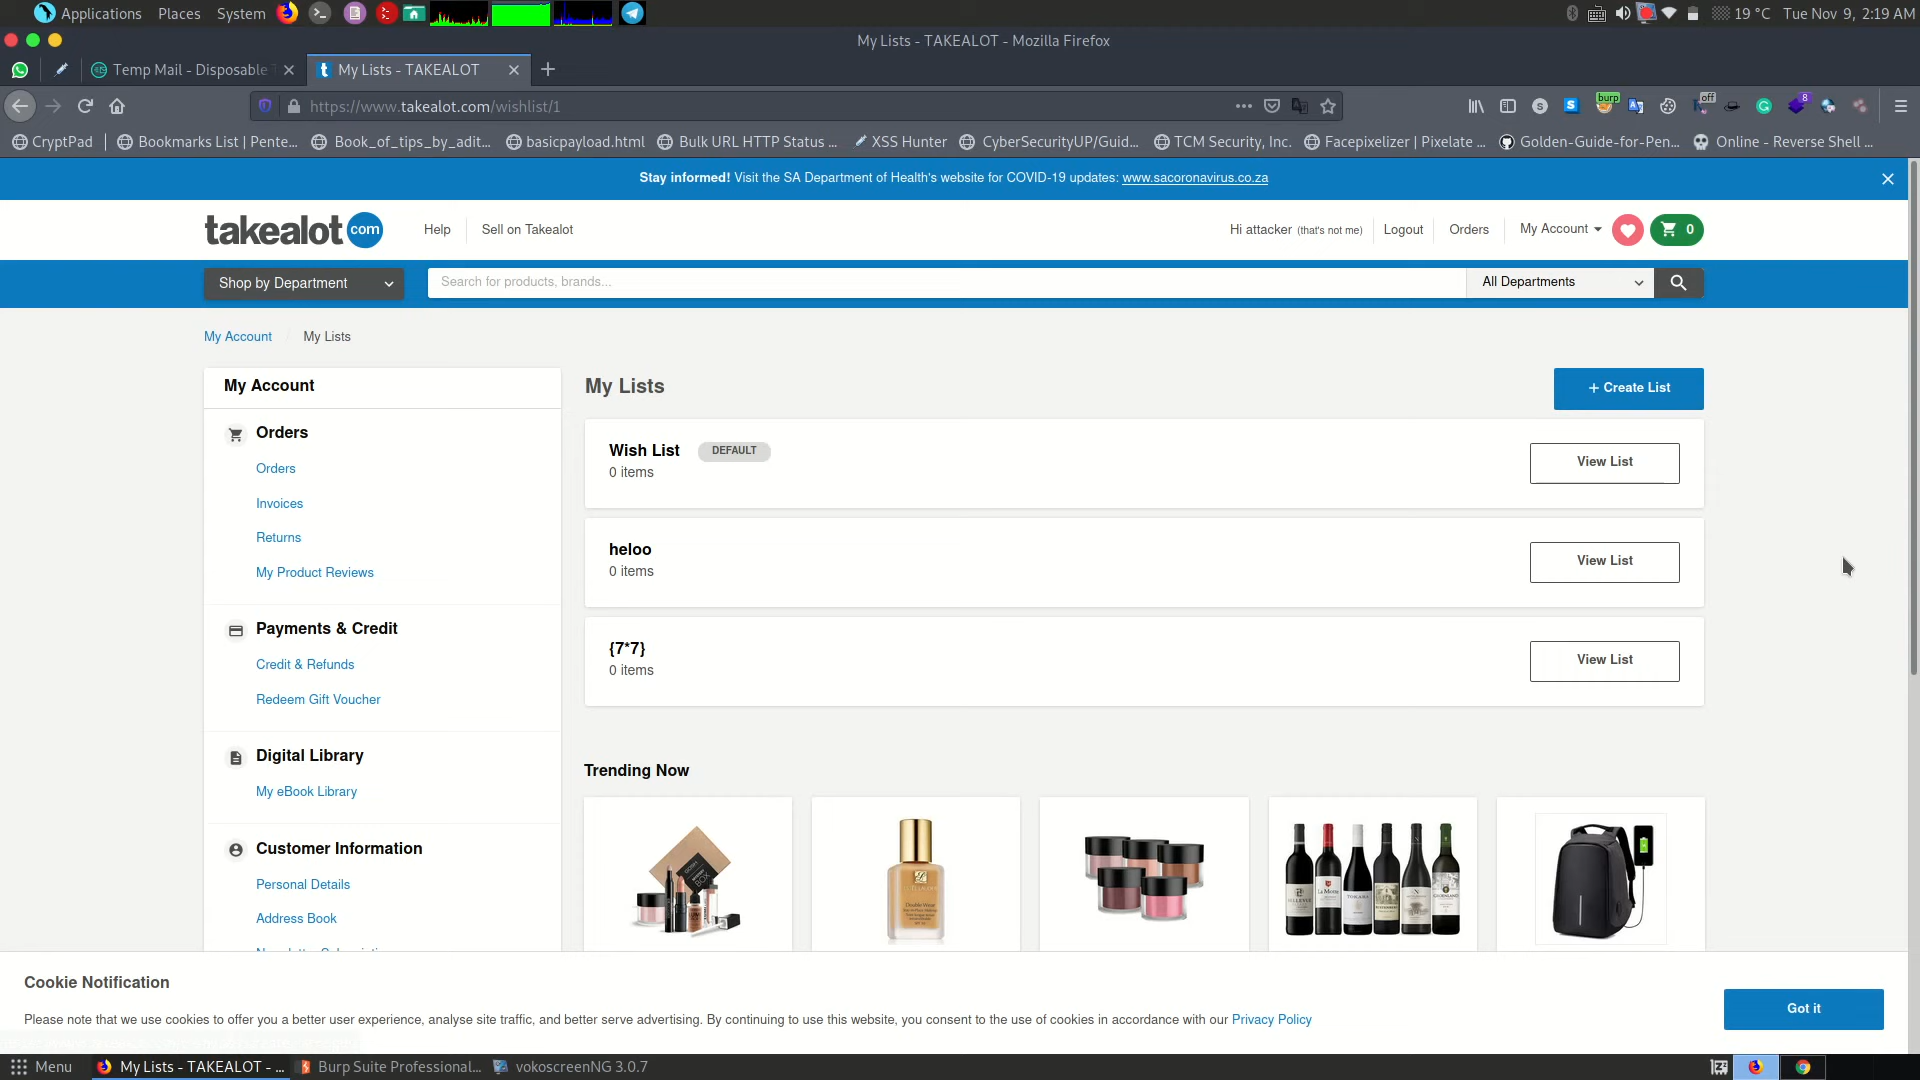 Applications Places System 19 °C Tue Nov 9, 2:19 AM
My Lists - TAKEALOT - Mozilla Firefox
Temp Mail - Disposable
t My Lists - TAKEALOT
https://www.takealot.com/wishlist/1
burp
off
8
CryptPad
Bookmarks List | Pente...
Book_of_tips_by_adit...
basicpayload.html
Bulk URL HTTP Status ...
XSS Hunter
CyberSecurityUP/Guid...
TCM Security, Inc.
Facepixelizer | Pixelate ...
Golden-Guide-for-Pen...
Online - Reverse Shell ...
Stay informed! Visit the SA Department of Health's website for COVID-19 updates: www.sacoronavirus.co.za
takealot com
Help
Sell on Takealot
Hi attacker (that's not me)
Logout
Orders
My Account
0
Shop by Department
Search for products, brands...
All Departments
My Account
My Lists
My Account
Orders
Orders
Invoices
Returns
My Product Reviews
Payments & Credit
Credit & Refunds
Redeem Gift Voucher
Digital Library
My eBook Library
Customer Information
Personal Details
Address Book
My Lists
+ Create List
Wish List DEFAULT
0 items
View List
heloo
0 items
View List
{7*7}
0 items
View List
Trending Now
Double Wear
Cookie Notification
Please note that we use cookies to offer you a better user experience, analyse site traffic, and better serve advertising. By continuing to use this website, you consent to the use of cookies in accordance with our Privacy Policy
Got it
Menu
My Lists - TAKEALOT - ...
Burp Suite Professional...
vokoscreenNG 3.0.7